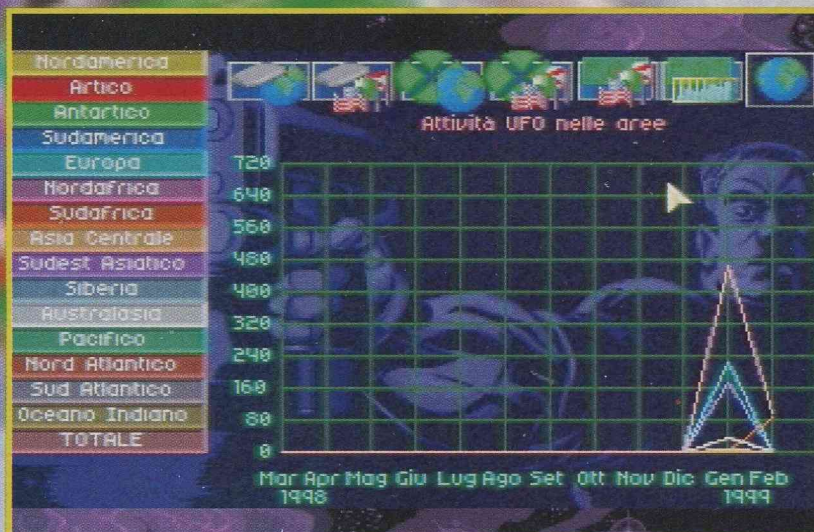 Nordamerica
Artico
Antartico
Sudamerica
Europa
Nordafrica
Sudafrica
Asia Centrale
Sudest Asiatico
Siberia
Australasia
Pacifico
Nord Atlantico
Sud Atlantico
Oceano Indiano
TOTALE
Attività UFO nelle aree
720
640
560
480
400
320
240
160
80
0
Mar Apr Mag Giu Lug Ago Set Ott Nov Dic Gen Feb
1998 1999